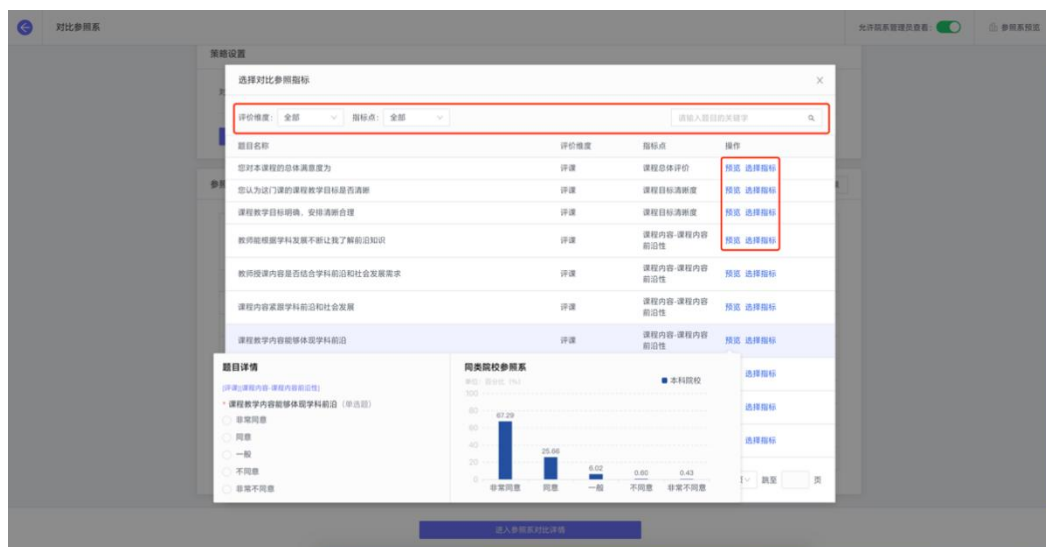 对比参照系
允许院系管理员查看:
参照系预览
策略设置
选择对比参照指标
评价维度: 全部 指标点: 全部 请输入题目的关键字
题目名称 评价维度 指标点 操作
您对本课程的总体满意度为 评课 课程总体评价 预览 选择指标
您认为这门课的课程教学目标是否清晰 评课 课程目标清晰度 预览 选择指标
课程教学目标明确，安排清晰合理 评课 课程目标清晰度 预览 选择指标
教师能根据学科发展不断让我了解前沿知识 评课 课程内容-课程内容前沿性 预览 选择指标
教师授课内容是否结合学科前沿和社会发展需求 评课 课程内容-课程内容前沿性 预览 选择指标
课程内容紧跟学科前沿和社会发展 评课 课程内容-课程内容前沿性 预览 选择指标
课程教学内容能够体现学科前沿 评课 课程内容-课程内容前沿性 预览 选择指标
选择指标
选择指标
选择指标
跳至 页
题目详情
[评课][课程内容-课程内容前沿性]
* 课程教学内容能够体现学科前沿（单选题）
非常同意
同意
一般
不同意
非常不同意
同类院校参照系
单位: 百分比 (%)
本科院校
100
80
60
40
20
0
67.29
25.66
6.02
0.60
0.43
非常同意 同意 一般 不同意 非常不同意
进入参照系对比详情